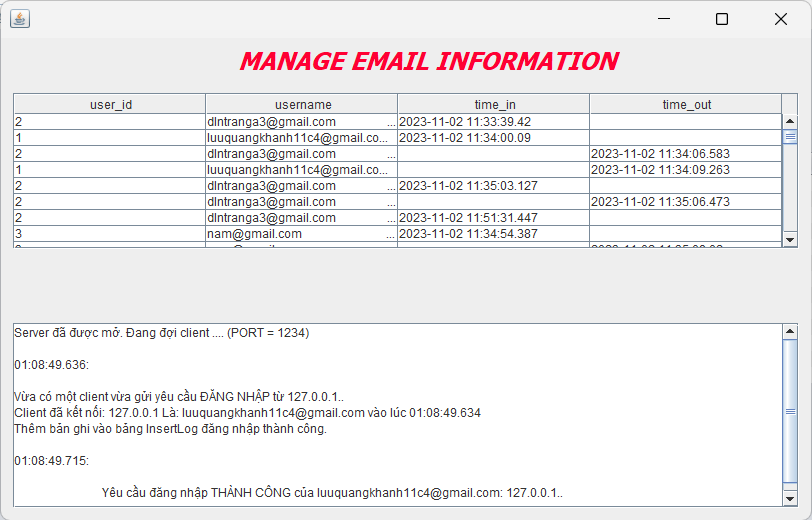 MANAGE EMAIL INFORMATION
user_id username time_in time_out
2 dlntranga3@gmail.com ... 2023-11-02 11:33:39.42
1 luuquangkhanh11c4@gmail.co... 2023-11-02 11:34:00.09
2 dlntranga3@gmail.com ... 2023-11-02 11:34:06.583
1 luuquangkhanh11c4@gmail.co... 2023-11-02 11:34:09.263
2 dlntranga3@gmail.com ... 2023-11-02 11:35:03.127
2 dlntranga3@gmail.com ... 2023-11-02 11:35:06.473
2 dlntranga3@gmail.com ... 2023-11-02 11:51:31.447
3 nam@gmail.com ... 2023-11-02 11:34:54.387
Server đã được mở. Đang đợi client .... (PORT = 1234)
01:08:49.636:
Vừa có một client vừa gửi yêu cầu ĐĂNG NHẬP từ 127.0.0.1..
Client đã kết nối: 127.0.0.1 Là: luuquangkhanh11c4@gmail.com vào lúc 01:08:49.634
Thêm bản ghi vào bảng InsertLog đăng nhập thành công.
01:08:49.715:
Yêu cầu đăng nhập THÀNH CÔNG của luuquangkhanh11c4@gmail.com: 127.0.0.1..